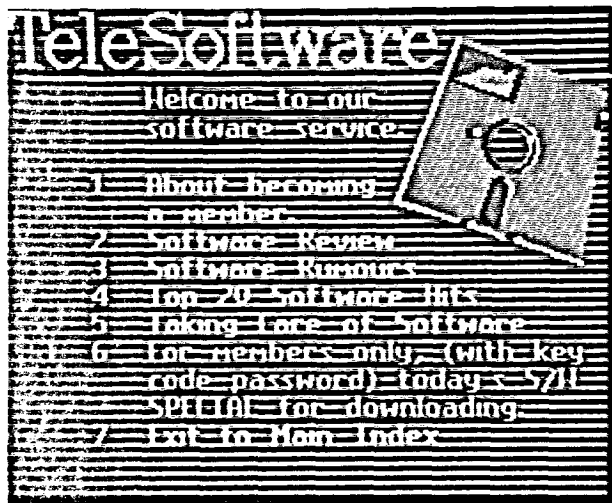 TeleSoftware
Welcome to our
software service.
1 About becoming
a member.
2 Software Review
3 Software Rumours
4 Top 20 Software Hits
5 Taking Care of Software
6 For members only, (with key
code password) today's S/W
SPECIAL for downloading.
7 Exit to Main Index